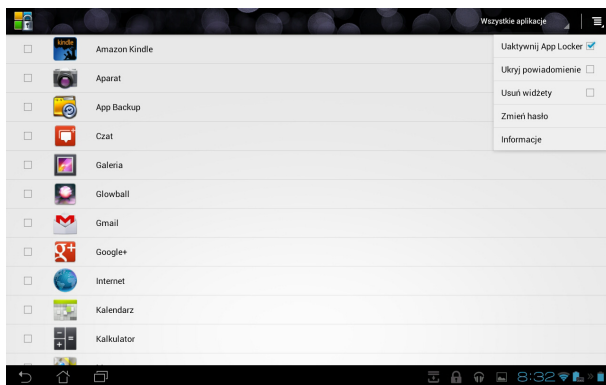 Wszystkie aplikacje
kindle
Amazon Kindle
Aparat
App Backup
Czat
Galeria
Glowball
Gmail
g+
Google+
Internet
Kalendarz
Kalkulator
Uaktywnij App Locker
Ukryj powiadomienie
Usuń widżety
Zmień hasło
Informacje
8:32